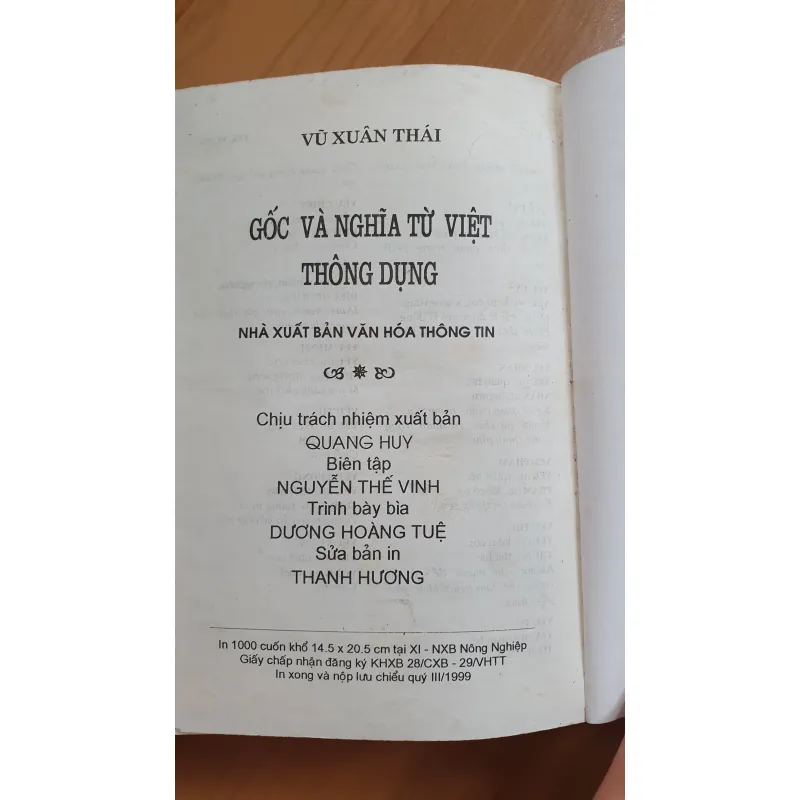 VŨ XUÂN THÁI
GỐC VÀ NGHĨA TỪ VIỆT
THÔNG DỤNG
NHÀ XUẤT BẢN VĂN HÓA THÔNG TIN
Chịu trách nhiệm xuất bản
QUANG HUY
Biên tập
NGUYỄN THẾ VINH
Trình bày bìa
DƯƠNG HOÀNG TUỆ
Sửa bản in
THANH HƯƠNG
In 1000 cuốn khổ 14.5 x 20.5 cm tại XI - NXB Nông Nghiệp
Giấy chấp nhận đăng ký KHXB 28/CXB - 29/VHTT
In xong và nộp lưu chiểu quý III/1999